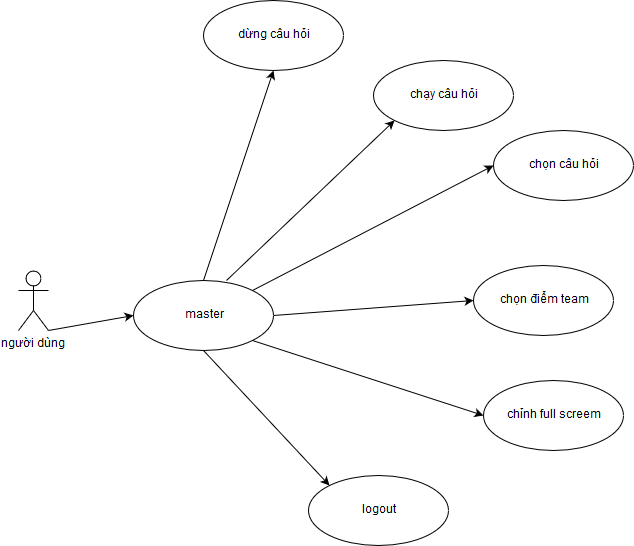 dừng câu hỏi
chạy câu hỏi
chọn câu hỏi
chọn điểm team
master
người dùng
chỉnh full screem
logout